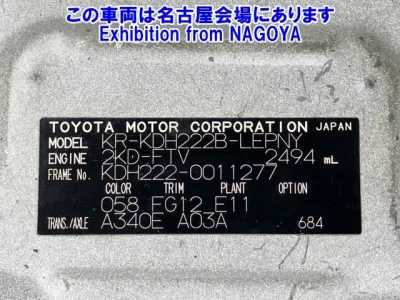 この車両は名古屋会場にあります
Exhibition from NAGOYA
TOYOTA MOTOR CORPORATION JAPAN
MODEL KR-KDH222B-LEPNY
ENGINE 2KD-FTV 2494 mL
FRAME No. KDH222-0011277
COLOR TRIM PLANT OPTION
058 FG12 E11
TRANS./AXLE A340E A03A 684